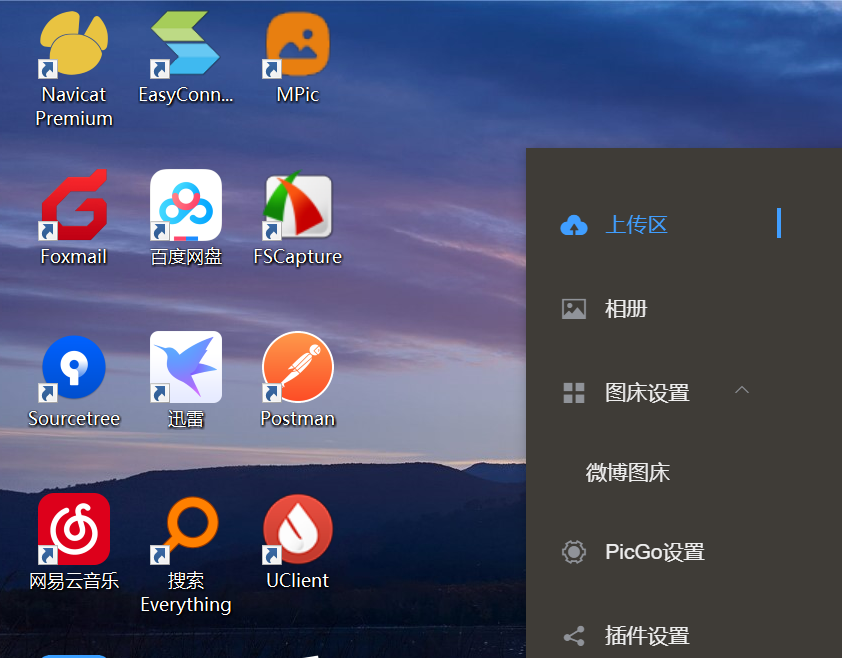 Navicat
Premium
EasyConn...
MPic
Foxmail
百度网盘
FSCapture
Sourcetree
迅雷
Postman
网易云音乐
搜索
Everything
UClient
上传区
相册
图床设置
微博图床
PicGo设置
插件设置